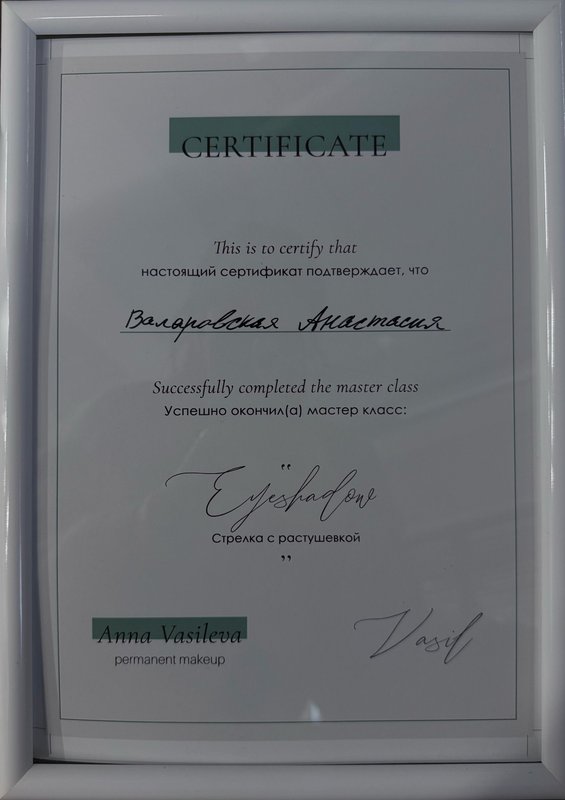 CERTIFICATE
This is to certify that
настоящий сертификат подтверждает, что
Валаровская Анастасия
Successfully completed the master class
Успешно окончил(а) мастер класс:
"
Eyeshadow
Стрелка с растушевкой
"
Anna Vasileva
permanent makeup
Vasil